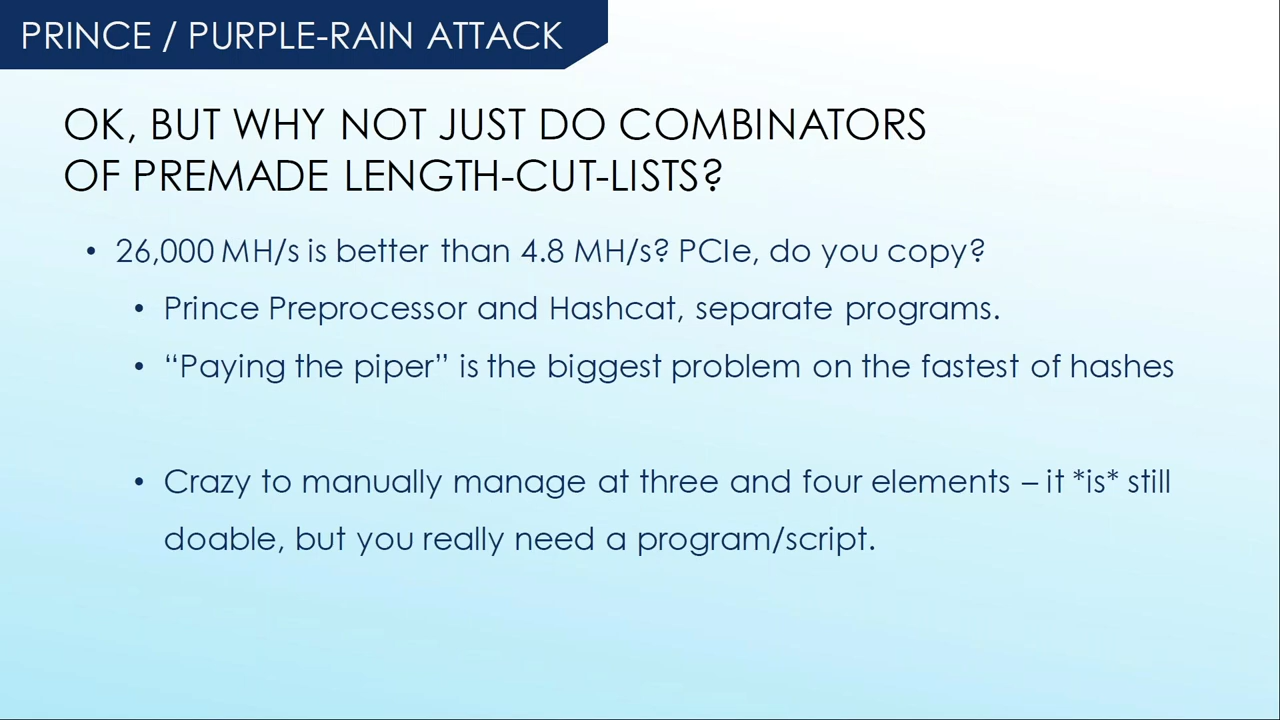 PRINCE / PURPLE-RAIN ATTACK
OK, BUT WHY NOT JUST DO COMBINATORS
OF PREMADE LENGTH-CUT-LISTS?
• 26,000 MH/s is better than 4.8 MH/s? PCIe, do you copy?
• Prince Preprocessor and Hashcat, separate programs.
• “Paying the piper” is the biggest problem on the fastest of hashes
• Crazy to manually manage at three and four elements – it *is* still
doable, but you really need a program/script.